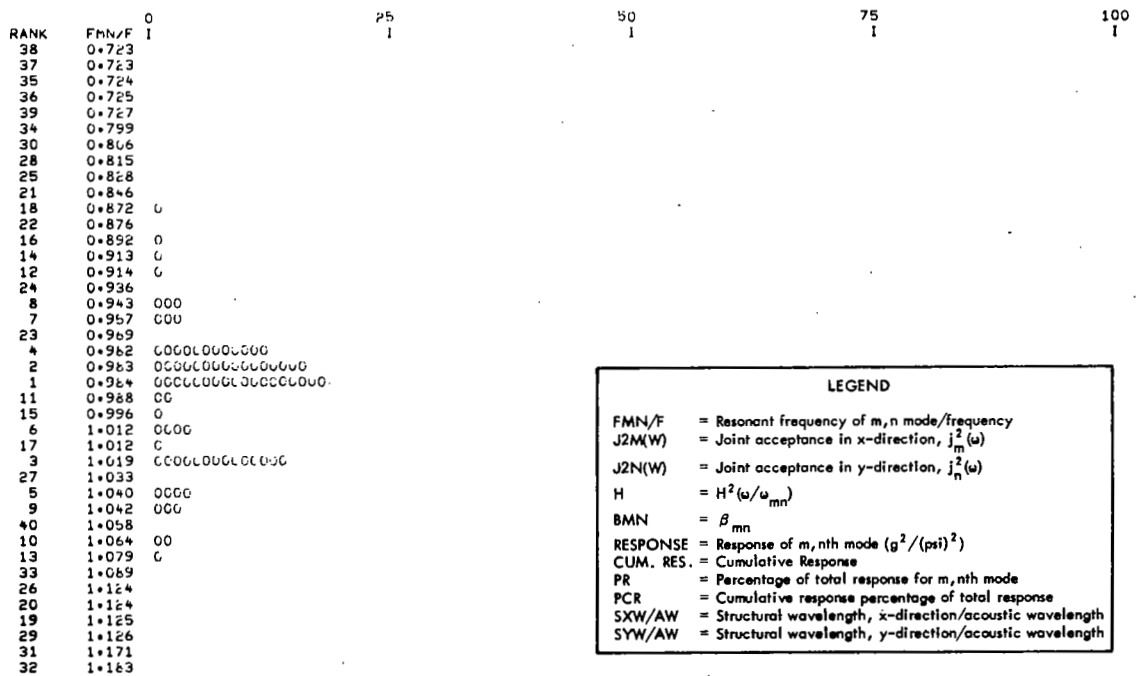 0 25 50 75 100
RANK FMN/F I I I I I
38 0.723
37 0.723
35 0.724
36 0.725
39 0.727
34 0.799
30 0.806
28 0.815
25 0.828
21 0.846
18 0.872 0
22 0.876
16 0.892 0
14 0.913 0
12 0.914 0
24 0.936
8 0.943 000
7 0.957 000
23 0.969
4 0.982 000000000000
2 0.983 0000000000000000
1 0.984 000000000000000000
11 0.988 00
15 0.996 0
6 1.012 0000
17 1.012 0
3 1.019 00000000000000
27 1.033
5 1.040 0000
9 1.042 000
40 1.058
10 1.064 00
13 1.079 0
33 1.089
26 1.124
20 1.124
19 1.125
29 1.126
31 1.171
32 1.183
LEGEND
FMN/F = Resonant frequency of m,n mode/frequency
J2M(W) = Joint acceptance in x-direction, j²m(ω)
J2N(W) = Joint acceptance in y-direction, j²n(ω)
H = H²(ω/ωmn)
BMN = βmn
RESPONSE = Response of m,nth mode (g²/(psi)²)
CUM. RES. = Cumulative Response
PR = Percentage of total response for m,nth mode
PCR = Cumulative response percentage of total response
SXW/AW = Structural wavelength, x-direction/acoustic wavelength
SYW/AW = Structural wavelength, y-direction/acoustic wavelength